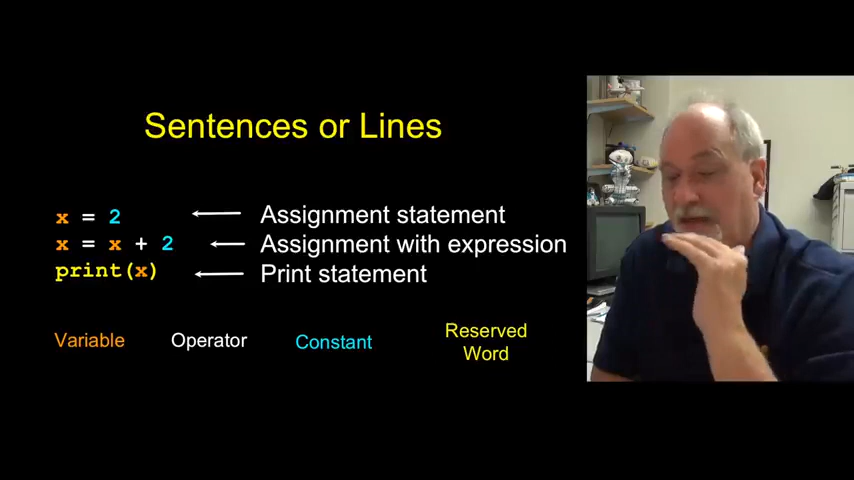 Sentences or Lines
x = 2 Assignment statement
x = x + 2 Assignment with expression
print(x) Print statement
Variable Operator Constant Reserved
Word